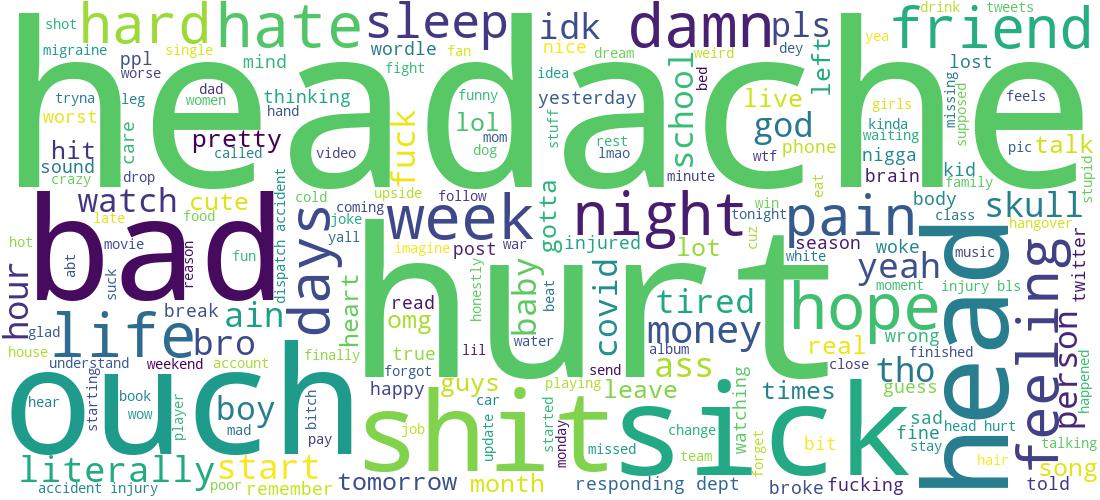 headache
hurt
bad
ouch
shit
sick
head
hard
hate
sleep
damn
friend
night
pain
week
life
hope
feeling
days
literally
skull
god
money
tired
baby
yeah
school
fuck
idk
pls
left
live
talk
watch
cute
pretty
hit
hour
bro
ain
boy
start
tomorrow
month
guys
ass
leave
times
tho
real
person
song
covid
heart
omg
lol
thinking
mind
ppl
worse
migraine
shot
single
tryna
leg
worst
dad
women
hand
care
sound
crazy
drop
called
video
wordle
fan
fight
funny
mom
dog
upside
follow
nice
dream
weird
dey
idea
yesterday
stuff
rest
lmao
bed
minute
wtf
phone
eat
yea
drink
tweets
lost
girls
kinda
waiting
nigga
brain
missing
supposed
feels
pic
kid
family
stupid
body
class
hangover
late
food
hot
movie
abt
suck
reason
fun
dispatch accident
cold
coming
joke
yall
imagine
post
war
gotta
injured
lot
tonight
win
cuz
season
white
woke
moment
music
injury bls
twitter
glad
house
break
understand
weekend
account
finally
read
true
forgot
happy
honestly
lil
beat
water
album
send
close
wrong
finished
guess
happened
hear
starting
book
wow
player
mad
bitch
pay
job
update
car
started
monday
playing
missed
change
team
watching
forget
bit
sad
fine
stay
head hurt
hair
talking
told
accident injury
poor
remember
responding dept
broke
fucking